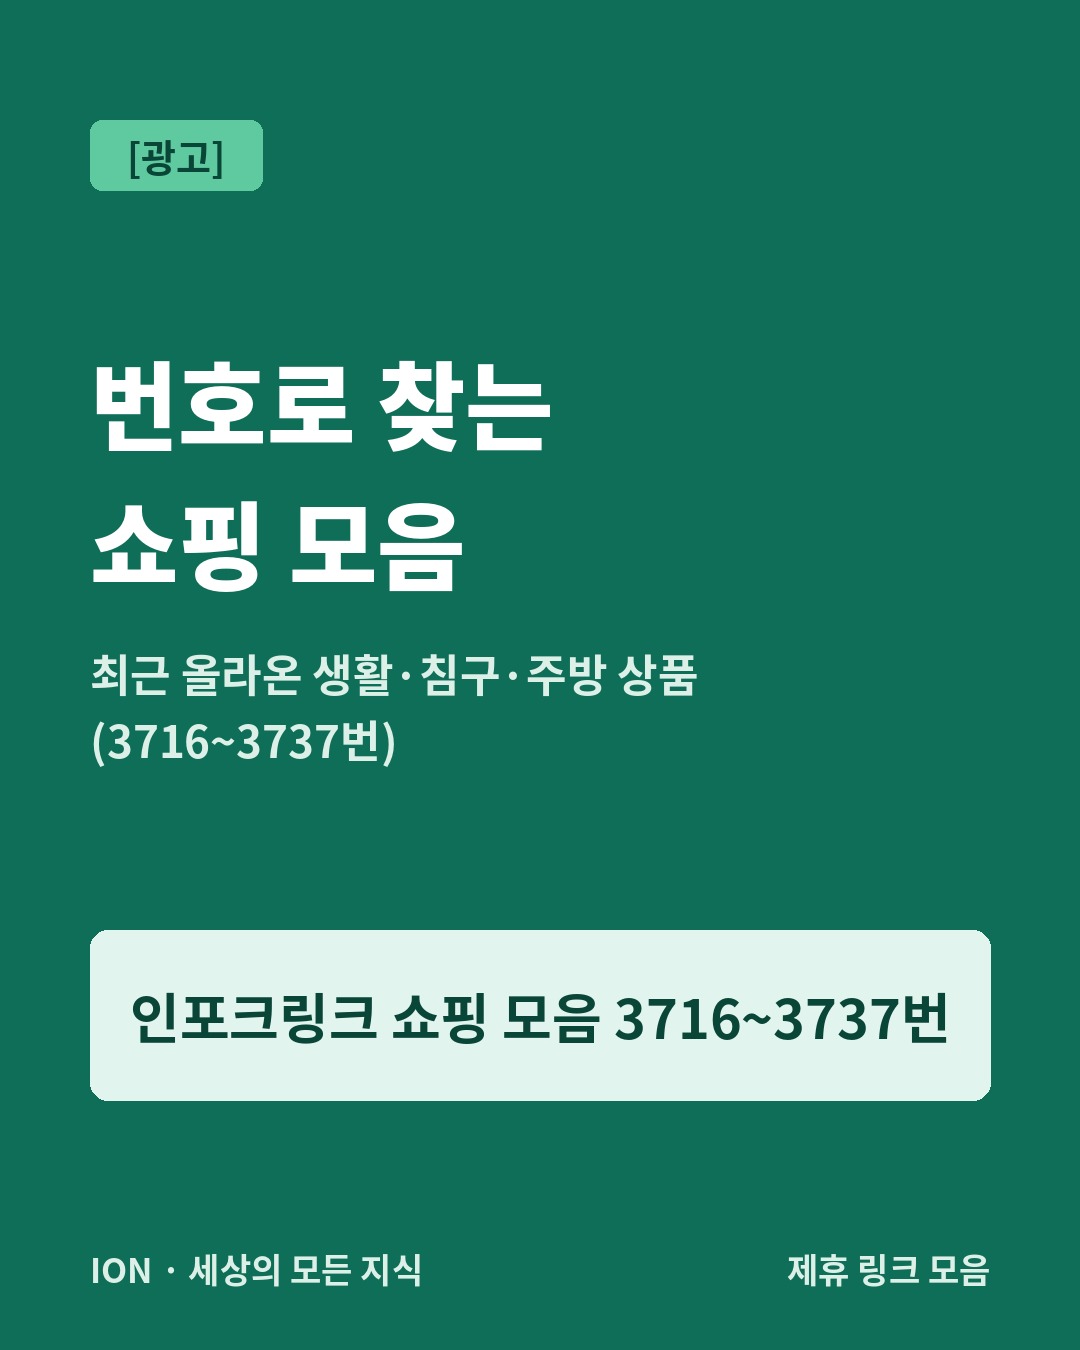 [광고]
번호로 찾는
쇼핑 모음
최근 올라온 생활·침구·주방 상품
(3716~3737번)
인포크링크 쇼핑 모음 3716~3737번
ION · 세상의 모든 지식
제휴 링크 모음